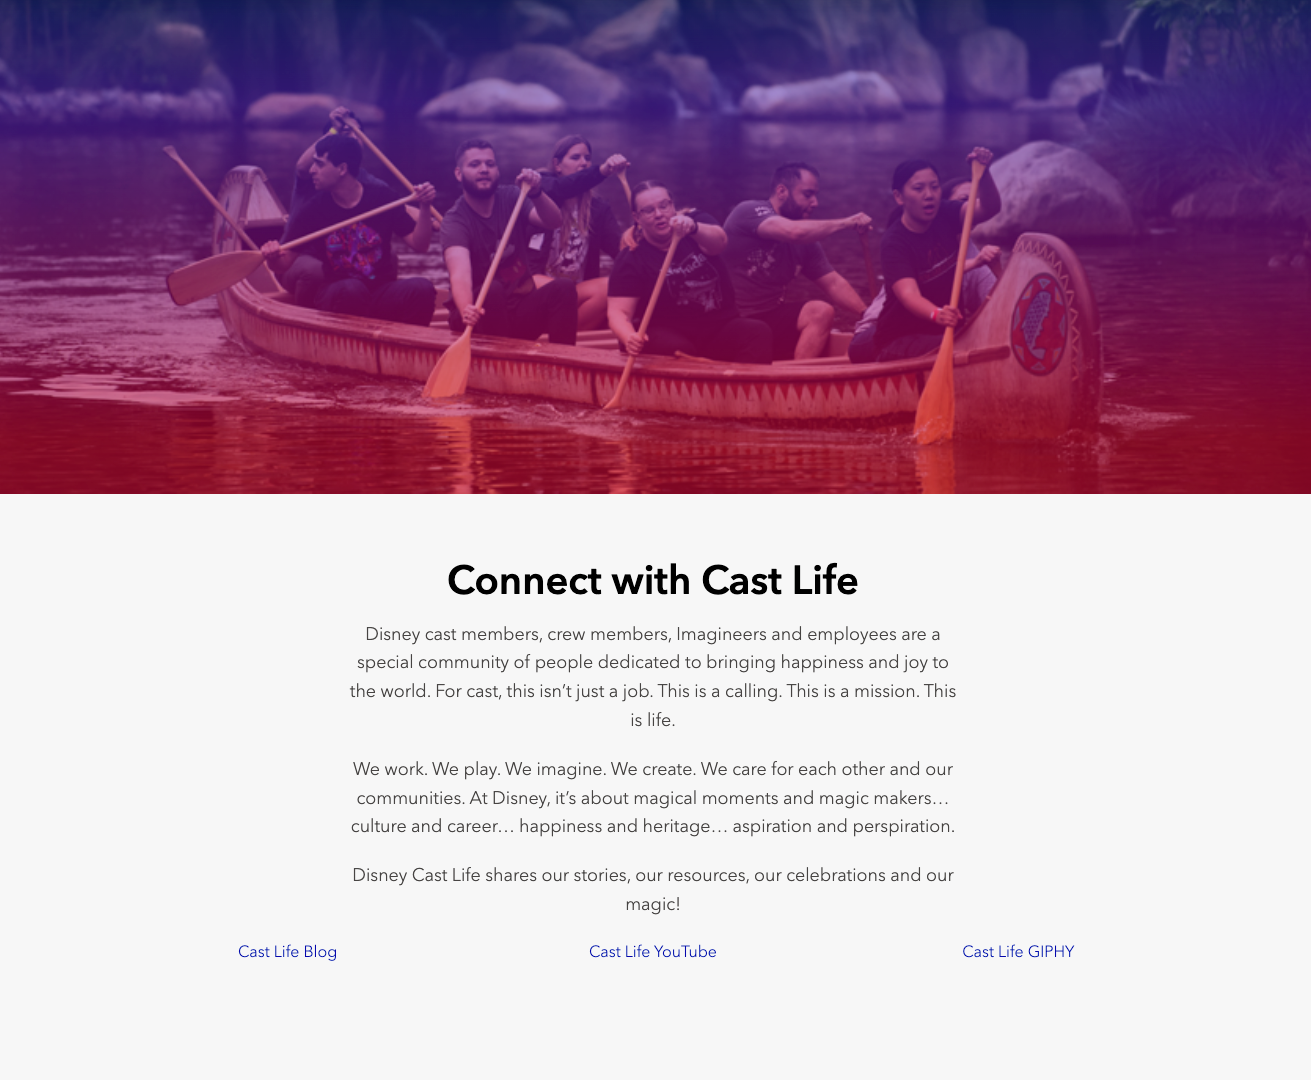 Connect with Cast Life
Disney cast members, crew members, Imagineers and employees are a
special community of people dedicated to bringing happiness and joy to
the world. For cast, this isn’t just a job. This is a calling. This is a mission. This
is life.
We work. We play. We imagine. We create. We care for each other and our
communities. At Disney, it’s about magical moments and magic makers…
culture and career… happiness and heritage… aspiration and perspiration.
Disney Cast Life shares our stories, our resources, our celebrations and our
magic!
Cast Life Blog
Cast Life YouTube
Cast Life GIPHY